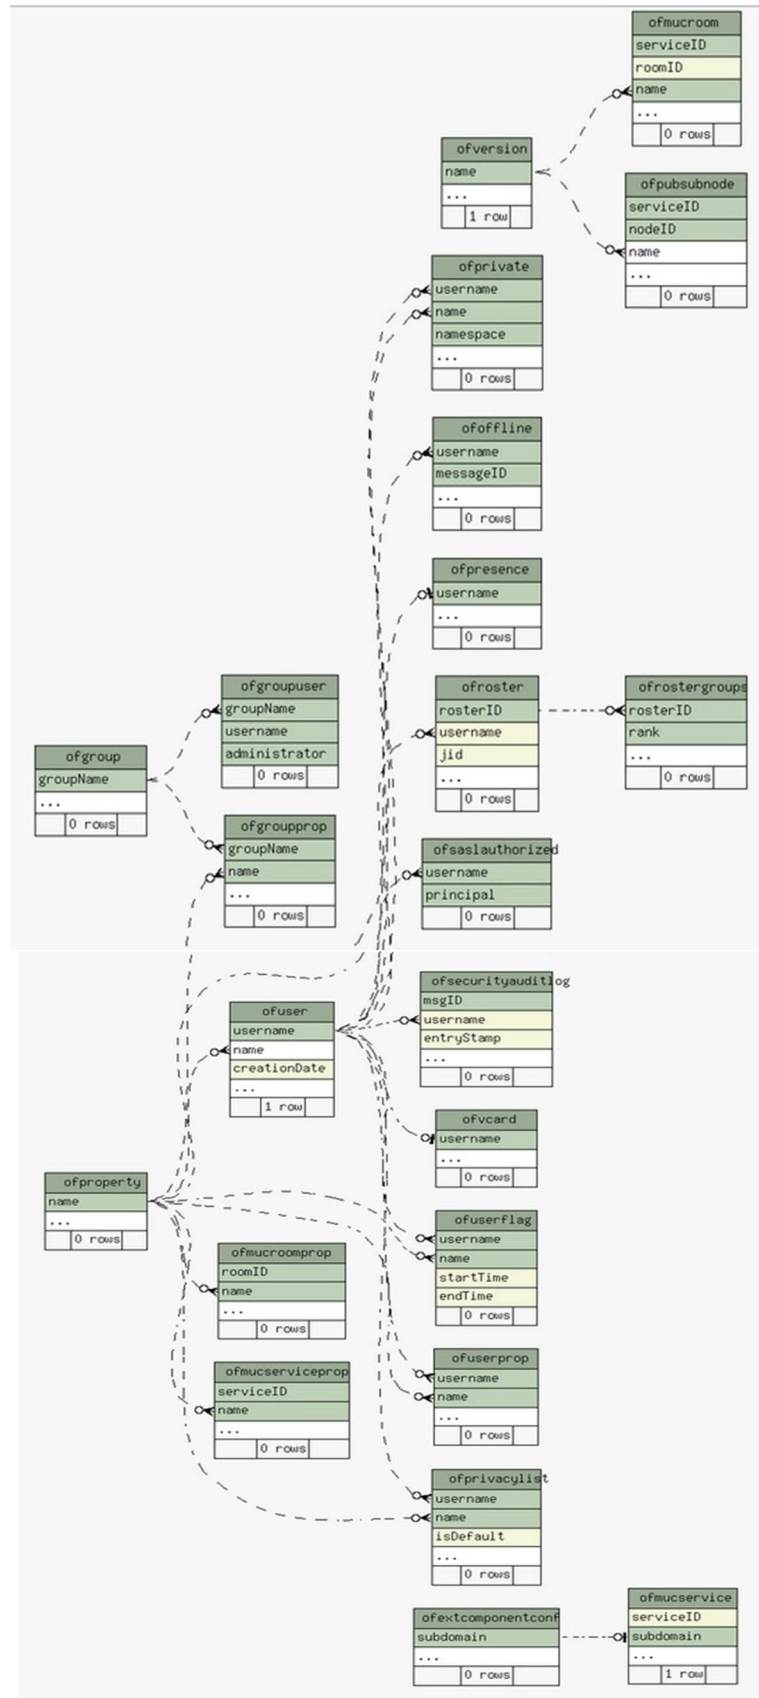 ofmucroom
serviceID
roomID
name
...
0 rows
ofversion
name
...
1 row
ofpubsubnode
serviceID
nodeID
name
...
0 rows
ofprivate
username
name
namespace
...
0 rows
ofoffline
username
messageID
...
0 rows
ofpresence
username
...
0 rows
ofgroupuser
groupName
username
administrator
0 rows
ofroster
rosterID
username
jid
...
0 rows
ofrostergroups
rosterID
rank
...
0 rows
ofgroup
groupName
...
0 rows
ofgroupprop
groupName
name
...
0 rows
ofsaslauthorized
username
principal
0 rows
ofsecurityauditlog
msgID
username
entryStamp
...
0 rows
ofuser
username
name
creationDate
...
1 row
ofvcard
username
...
0 rows
ofproperty
name
...
0 rows
ofuserflag
username
name
startTime
endTime
0 rows
ofmucroomprop
roomID
name
...
0 rows
ofuserprop
username
name
...
0 rows
ofmucserviceprop
serviceID
name
...
0 rows
ofprivacylist
username
name
isDefault
...
0 rows
ofextcomponentconf
subdomain
...
0 rows
ofmucservice
serviceID
subdomain
...
1 row